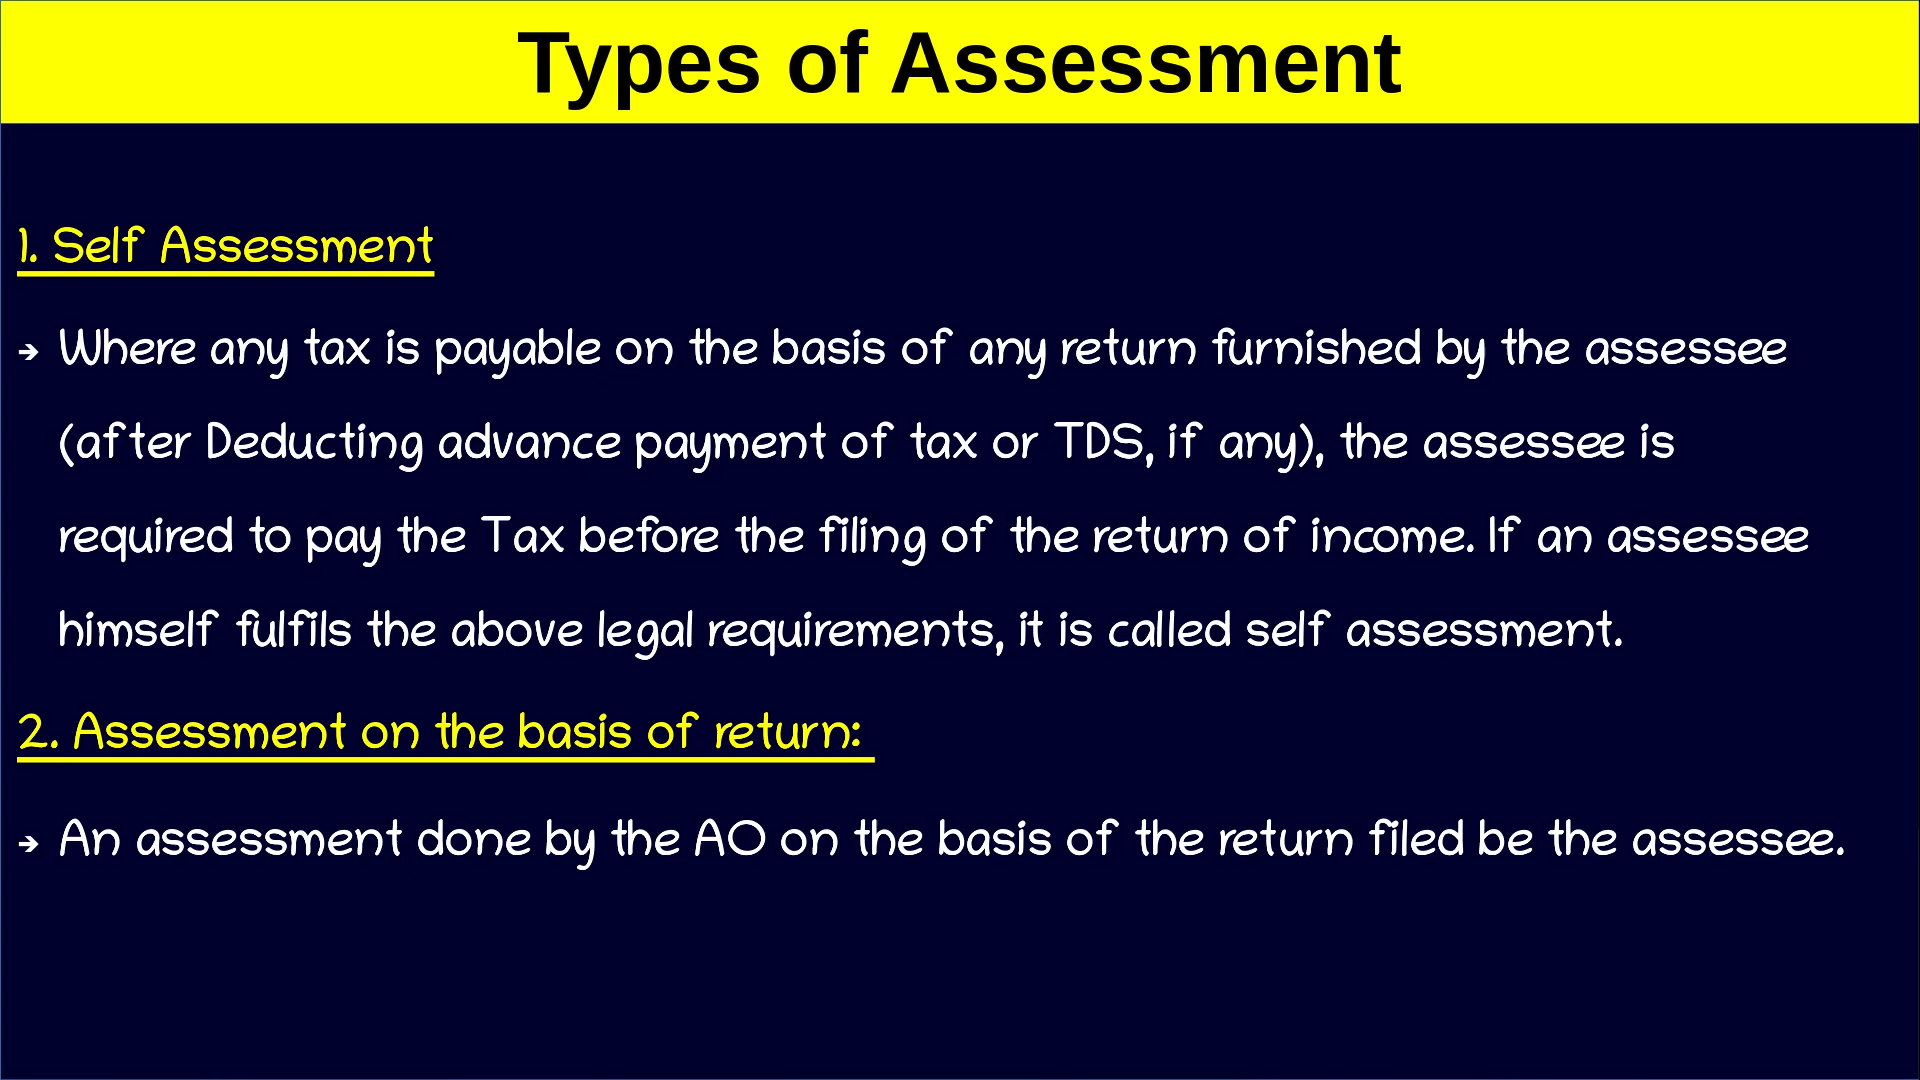 Types of Assessment
1. Self Assessment
➔ Where any tax is payable on the basis of any return furnished by the assessee
(after Deducting advance payment of tax or TDS, if any), the assessee is
required to pay the Tax before the filing of the return of income. If an assessee
himself fulfils the above legal requirements, it is called self assessment.
2. Assessment on the basis of return:
➔ An assessment done by the AO on the basis of the return filed be the assessee.